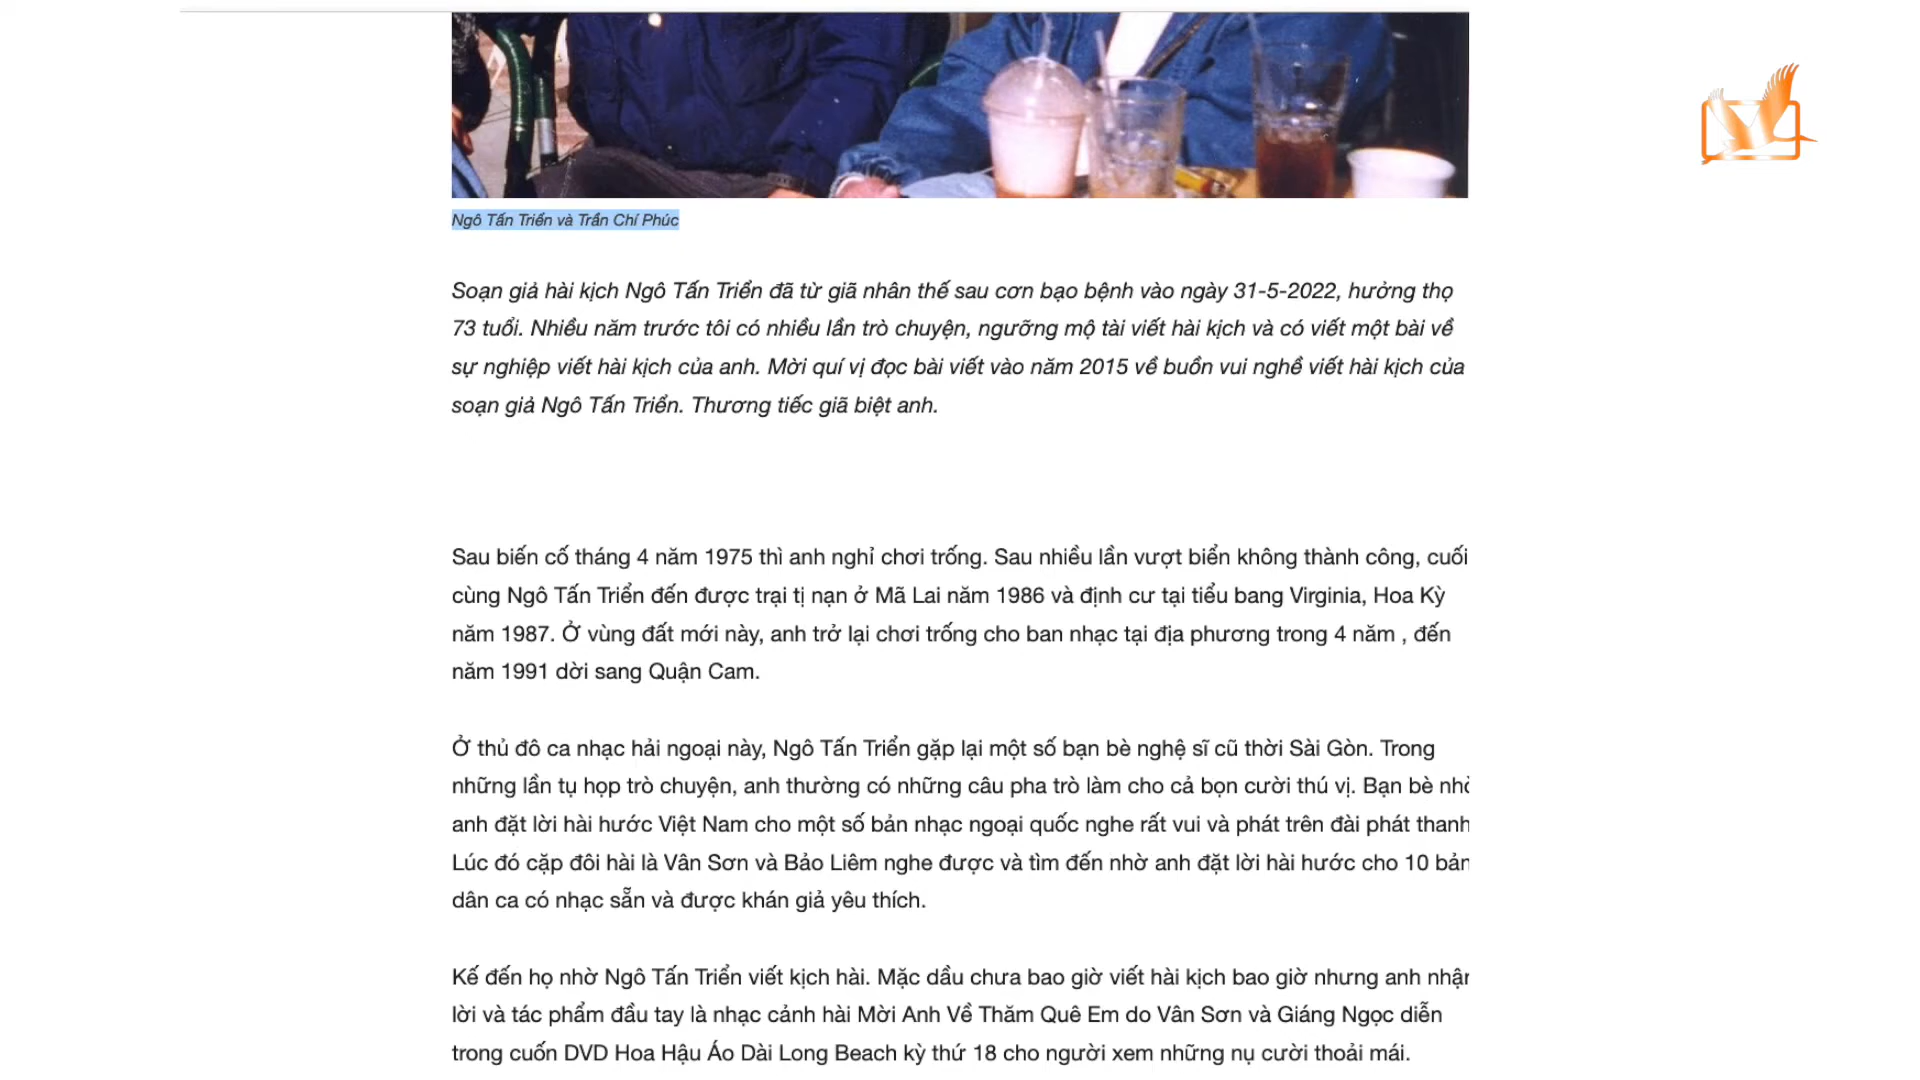 Ngô Tấn Triển và Trần Chí Phúc
Soạn giả hài kịch Ngô Tấn Triển đã từ giã nhân thế sau cơn bạo bệnh vào ngày 31-5-2022, hưởng thọ
73 tuổi. Nhiều năm trước tôi có nhiều lần trò chuyện, ngưỡng mộ tài viết hài kịch và có viết một bài về
sự nghiệp viết hài kịch của anh. Mời quí vị đọc bài viết vào năm 2015 về buồn vui nghề viết hài kịch của
soạn giả Ngô Tấn Triển. Thương tiếc giã biệt anh.
Sau biến cố tháng 4 năm 1975 thì anh nghỉ chơi trống. Sau nhiều lần vượt biển không thành công, cuối
cùng Ngô Tấn Triển đến được trại tị nạn ở Mã Lai năm 1986 và định cư tại tiểu bang Virginia, Hoa Kỳ
năm 1987. Ở vùng đất mới này, anh trở lại chơi trống cho ban nhạc tại địa phương trong 4 năm , đến
năm 1991 dời sang Quận Cam.
Ở thủ đô ca nhạc hải ngoại này, Ngô Tấn Triển gặp lại một số bạn bè nghệ sĩ cũ thời Sài Gòn. Trong
những lần tụ họp trò chuyện, anh thường có những câu pha trò làm cho cả bọn cười thú vị. Bạn bè nhờ
anh đặt lời hài hước Việt Nam cho một số bản nhạc ngoại quốc nghe rất vui và phát trên đài phát thanh
Lúc đó cặp đôi hài là Vân Sơn và Bảo Liêm nghe được và tìm đến nhờ anh đặt lời hài hước cho 10 bản
dân ca có nhạc sẵn và được khán giả yêu thích.
Kế đến họ nhờ Ngô Tấn Triển viết kịch hài. Mặc dầu chưa bao giờ viết hài kịch bao giờ nhưng anh nhận
lời và tác phẩm đầu tay là nhạc cảnh hài Mời Anh Về Thăm Quê Em do Vân Sơn và Giáng Ngọc diễn
trong cuốn DVD Hoa Hậu Áo Dài Long Beach kỳ thứ 18 cho người xem những nụ cười thoải mái.